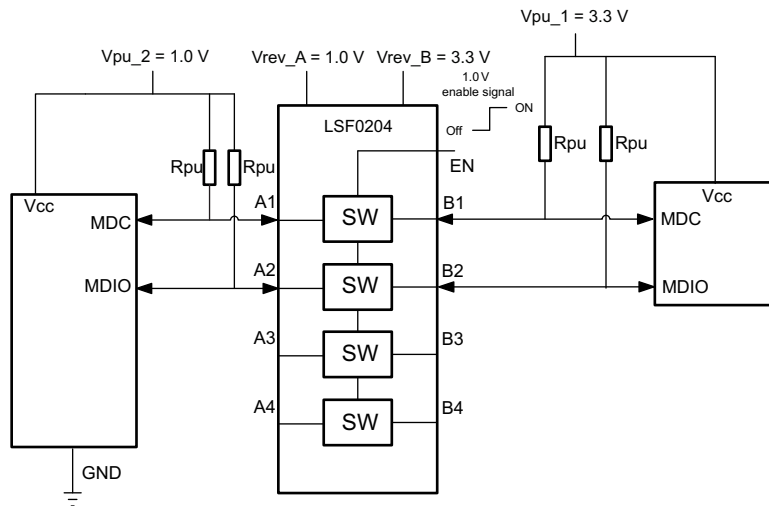 Vpu_1 = 3.3 V
Vpu_2 = 1.0 V
Vrev_A = 1.0 V
Vrev_B = 3.3 V
1.0 V
enable signal
ON
Off
LSF0204
EN
Rpu
Rpu
Rpu
Rpu
Vcc
Vcc
MDC
A1
SW
B1
MDC
MDIO
A2
SW
B2
MDIO
A3
SW
B3
A4
SW
B4
GND